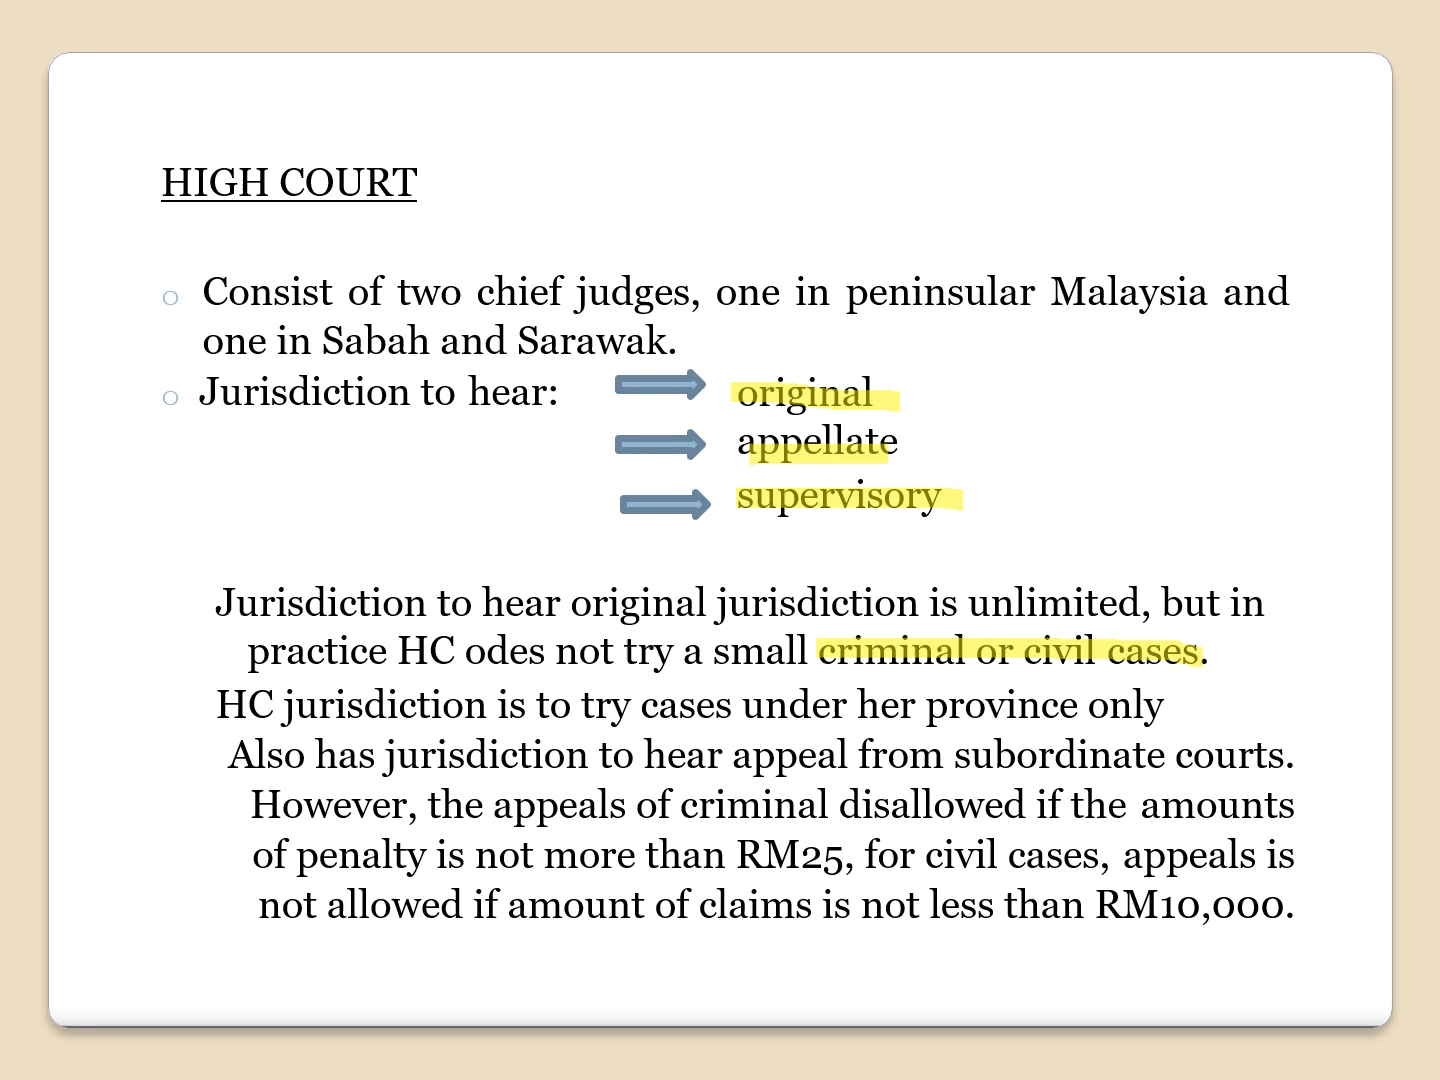 HIGH COURT
Consist of two chief judges, one in peninsular Malaysia and
one in Sabah and Sarawak.
Jurisdiction to hear: original
appellate
supervisory
Jurisdiction to hear original jurisdiction is unlimited, but in
practice HC odes not try a small criminal or civil cases.
HC jurisdiction is to try cases under her province only
Also has jurisdiction to hear appeal from subordinate courts.
However, the appeals of criminal disallowed if the amounts
of penalty is not more than RM25, for civil cases, appeals is
not allowed if amount of claims is not less than RM10,000.